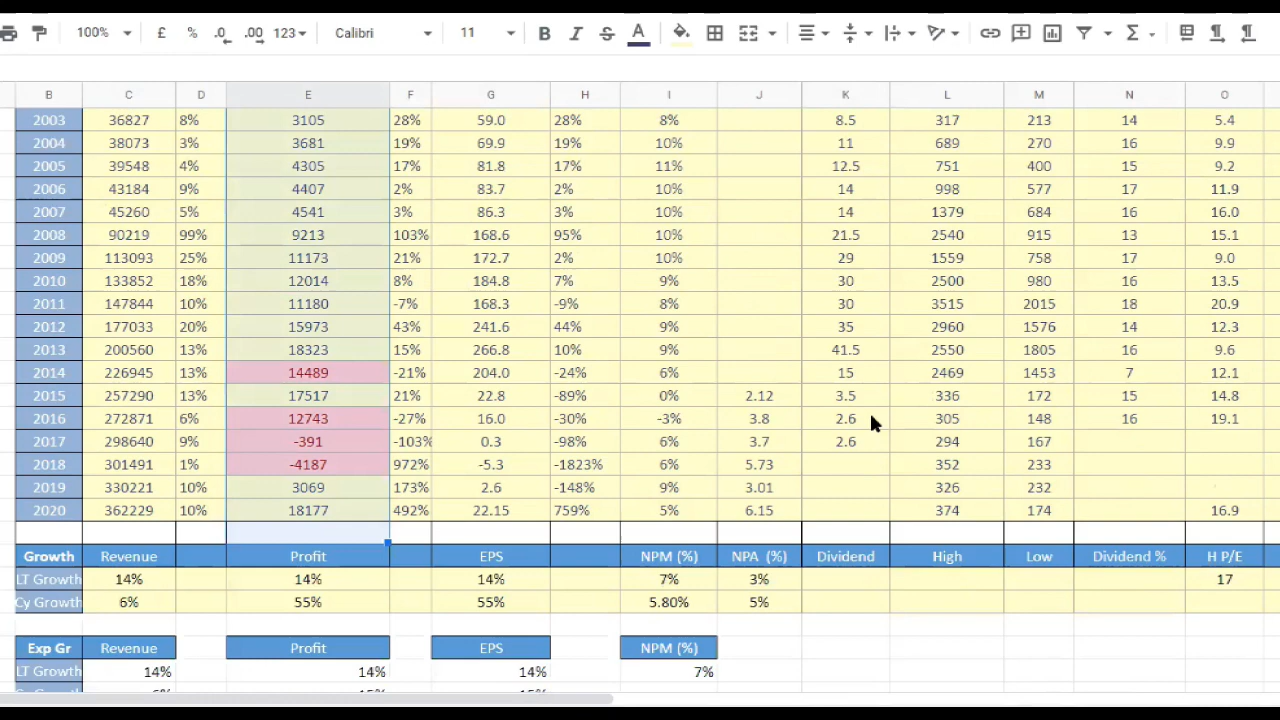 100% £ % .0 .00 123 Calibri 11 B I S A Σ
B C D E F G H I J K L M N O
2003 36827 8% 3105 28% 59.0 28% 8% 8.5 317 213 14 5.4
2004 38073 3% 3681 19% 69.9 19% 10% 11 689 270 16 9.9
2005 39548 4% 4305 17% 81.8 17% 11% 12.5 751 400 15 9.2
2006 43184 9% 4407 2% 83.7 2% 10% 14 998 577 17 11.9
2007 45260 5% 4541 3% 86.3 3% 10% 14 1379 684 16 16.0
2008 90219 99% 9213 103% 168.6 95% 10% 21.5 2540 915 13 15.1
2009 113093 25% 11173 21% 172.7 2% 10% 29 1559 758 17 9.0
2010 133852 18% 12014 8% 184.8 7% 9% 30 2500 980 16 13.5
2011 147844 10% 11180 -7% 168.3 -9% 8% 30 3515 2015 18 20.9
2012 177033 20% 15973 43% 241.6 44% 9% 35 2960 1576 14 12.3
2013 200560 13% 18323 15% 266.8 10% 9% 41.5 2550 1805 16 9.6
2014 226945 13% 14489 -21% 204.0 -24% 6% 15 2469 1453 7 12.1
2015 257290 13% 17517 21% 22.8 -89% 0% 2.12 3.5 336 172 15 14.8
2016 272871 6% 12743 -27% 16.0 -30% -3% 3.8 2.6 305 148 16 19.1
2017 298640 9% -391 -103% 0.3 -98% 6% 3.7 2.6 294 167
2018 301491 1% -4187 972% -5.3 -1823% 6% 5.73 352 233
2019 330221 10% 3069 173% 2.6 -148% 9% 3.01 326 232
2020 362229 10% 18177 492% 22.15 759% 5% 6.15 374 174 16.9
Growth Revenue Profit EPS NPM (%) NPA (%) Dividend High Low Dividend % H P/E
LT Growth 14% 14% 14% 7% 3% 17
Cy Growth 6% 55% 55% 5.80% 5%
Exp Gr Revenue Profit EPS NPM (%)
LT Growth 14% 14% 14% 7%